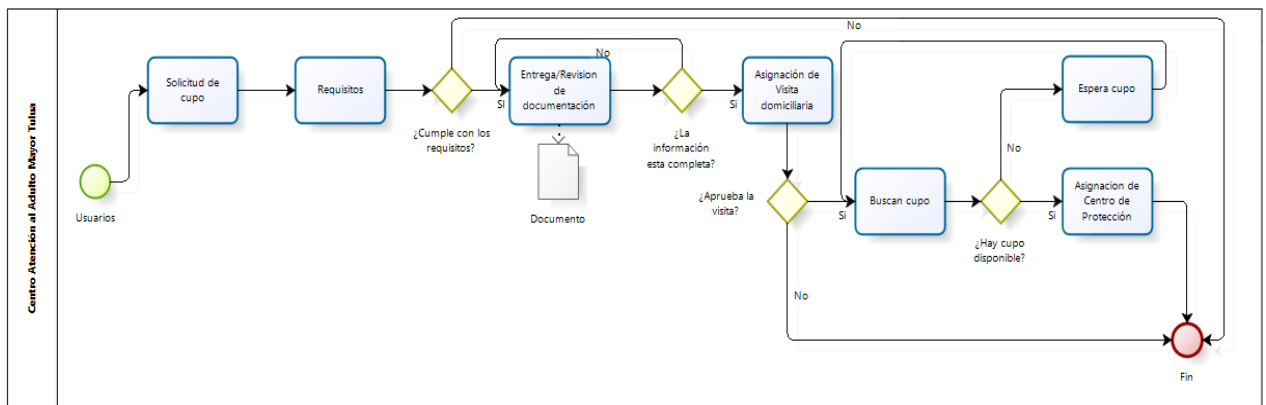 Centro Atencion al Adulto Mayor Tulua
Usuarios
Solicitud de
cupo
Requisitos
¿Cumple con los
requisitos?
No
Si
Entrega/Revision
de
documentación
Documento
No
¿La
información
esta completa?
Si
Asignación de
Visita
domiciliaria
¿Aprueba la
visita?
Si
No
Buscan cupo
¿Hay cupo
disponible?
No
Espera cupo
Si
Asignacion de
Centro de
Protección
Fin